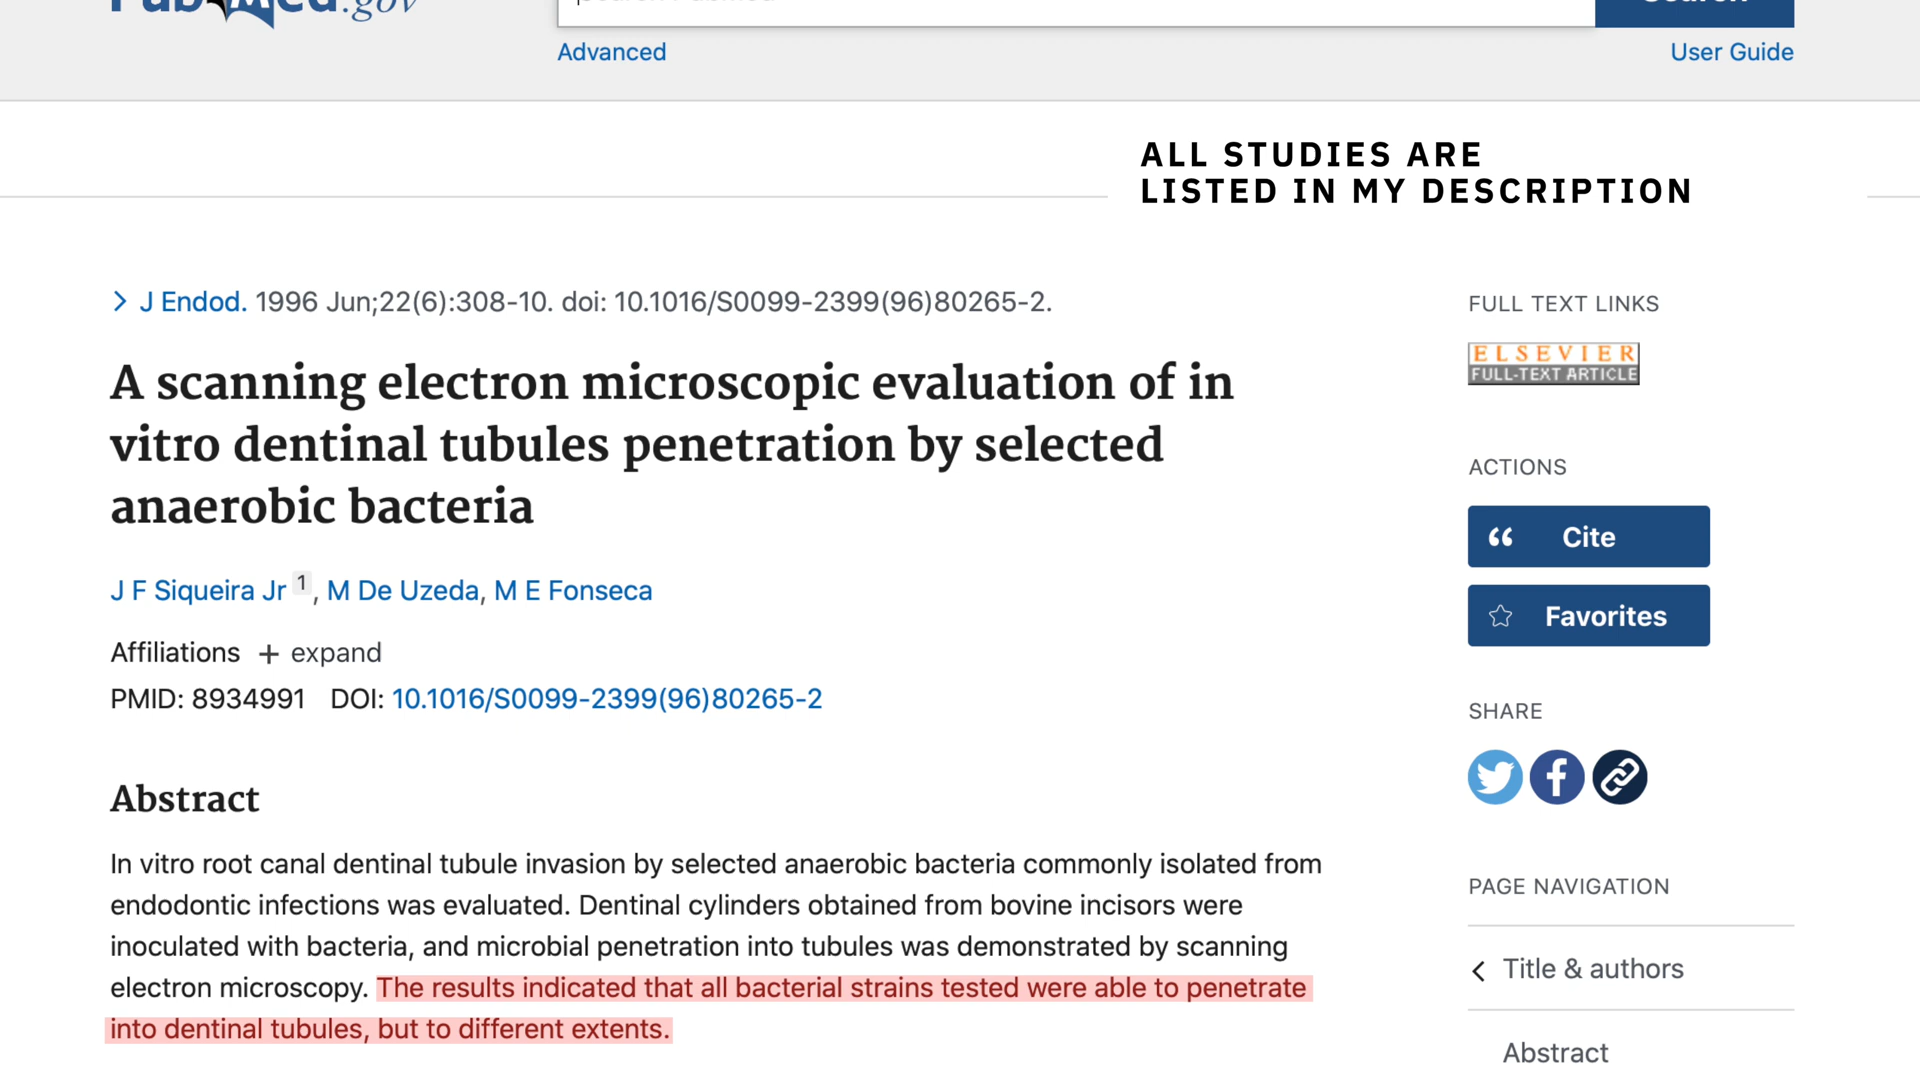 PubMed.gov
Search PubMed
Search
Advanced
User Guide
ALL STUDIES ARE
LISTED IN MY DESCRIPTION
J Endod. 1996 Jun;22(6):308-10. doi: 10.1016/S0099-2399(96)80265-2.
A scanning electron microscopic evaluation of in
vitro dentinal tubules penetration by selected
anaerobic bacteria
J F Siqueira Jr 1, M De Uzeda, M E Fonseca
Affiliations + expand
PMID: 8934991 DOI: 10.1016/S0099-2399(96)80265-2
Abstract
In vitro root canal dentinal tubule invasion by selected anaerobic bacteria commonly isolated from
endodontic infections was evaluated. Dentinal cylinders obtained from bovine incisors were
inoculated with bacteria, and microbial penetration into tubules was demonstrated by scanning
electron microscopy. The results indicated that all bacterial strains tested were able to penetrate
into dentinal tubules, but to different extents.
FULL TEXT LINKS
ELSEVIER
FULL-TEXT ARTICLE
ACTIONS
Cite
Favorites
SHARE
PAGE NAVIGATION
Title & authors
Abstract